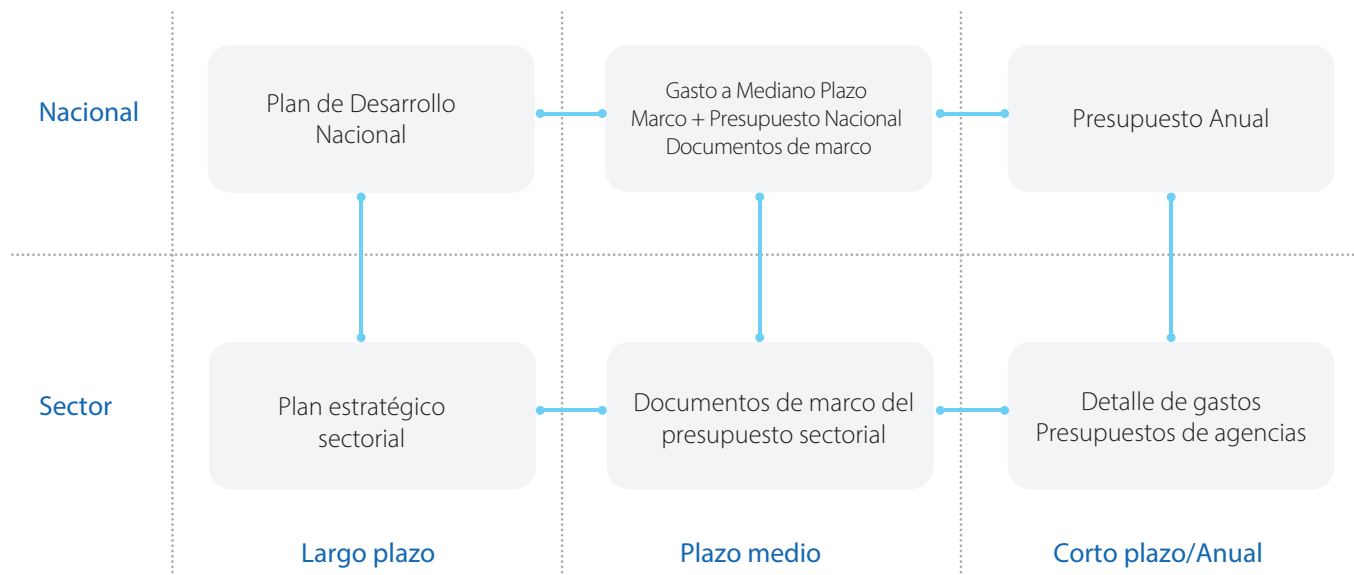 Nacional
Plan de Desarrollo
Nacional
Gasto a Mediano Plazo
Marco + Presupuesto Nacional
Documentos de marco
Presupuesto Anual
Sector
Plan estratégico
sectorial
Documentos de marco del
presupuesto sectorial
Detalle de gastos
Presupuestos de agencias
Largo plazo
Plazo medio
Corto plazo/Anual